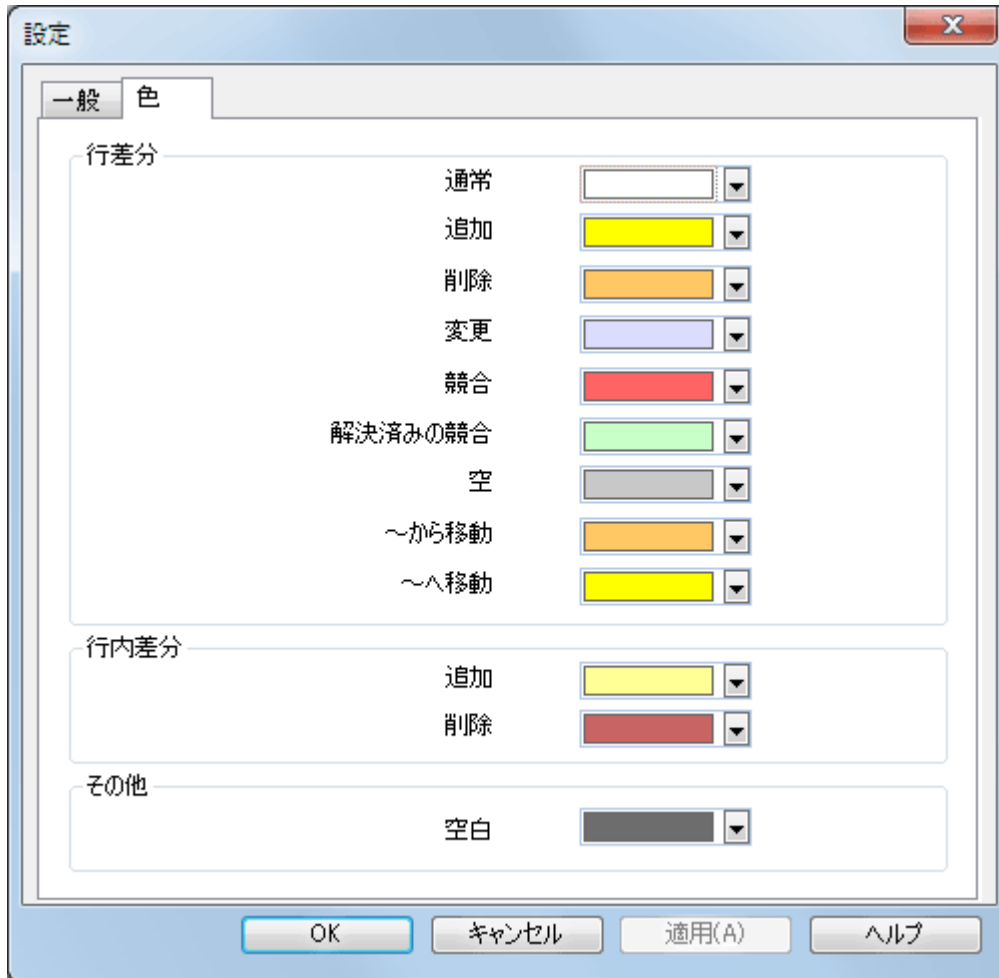 設定
一般 色
行差分
通常
追加
削除
変更
競合
解決済みの競合
空
～から移動
～へ移動
行内差分
追加
削除
その他
空白
OK キャンセル 適用(A) ヘルプ